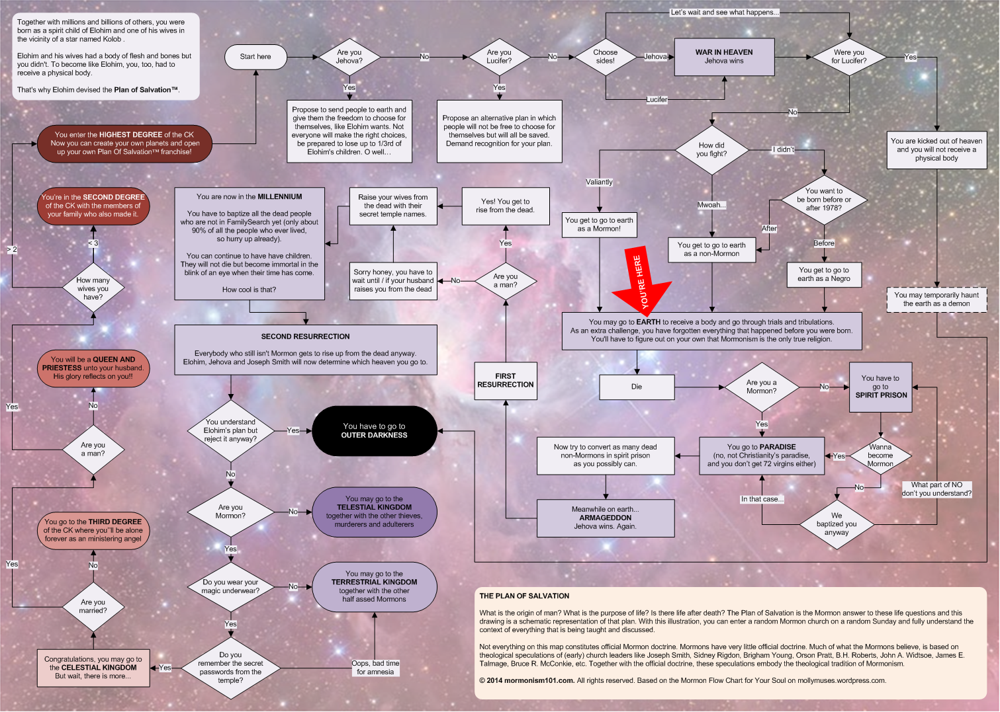 Together with millions and billions of others, you were
born as a spirit child of Elohim and one of his wives in
the vicinity of a star named Kolob .
Elohim and his wives had a body of flesh and bones but
you didn't. To become like Elohim, you, too, had to
receive a physical body.
That's why Elohim devised the Plan of Salvation™.
Start here
Are you
Jehova?
No
Yes
Propose to send people to earth and
give them the freedom to choose for
themselves, like Elohim wants. Not
everyone will make the right choices,
be prepared to lose up to 1/3rd of
Elohim's children. O well…
Are you
Lucifer?
No
Yes
Propose an alternative plan in which
people will not be free to choose for
themselves but will all be saved.
Demand recognition for your plan.
Choose
sides!
Let's wait and see what happens...
Jehova
Lucifer
WAR IN HEAVEN
Jehova wins
Were you
for Lucifer?
Yes
No
You are kicked out of heaven
and you will not receive a
physical body
You may temporarily haunt
the earth as a demon
How did
you fight?
I didn't
Valiantly
Mwoah...
You want to
be born before or
after 1978?
After
Before
You get to go to earth
as a Mormon!
You get to go to earth
as a non-Mormon
You get to go to
earth as a Negro
YOU'RE HERE
You may go to EARTH to receive a body and go through trials and tribulations.
As an extra challenge, you have forgotten everything that happened before you were born.
You'll have to figure out on your own that Mormonism is the only true religion.
Die
Are you a
Mormon?
No
Yes
You have to
go to
SPIRIT PRISON
Wanna
become
Mormon
Yes
No
We
baptized you
anyway
In that case...
What part of NO
don't you understand?
You go to PARADISE
(no, not Christianity's paradise,
and you don't get 72 virgins either)
Now try to convert as many dead
non-Mormons in spirit prison
as you possibly can.
Meanwhile on earth...
ARMAGEDDON
Jehova wins. Again.
FIRST
RESURRECTION
Are you
a man?
Yes
No
Yes! You get to
rise from the dead.
Sorry honey, you have to
wait until / if your husband
raises you from the dead
Raise your wives from
the dead with their
secret temple names.
You are now in the MILLENNIUM
You have to baptize all the dead people
who are not in FamilySearch yet (only about
90% of all the people who ever lived,
so hurry up already).
You can continue to have have children.
They will not die but become immortal in the
blink of an eye when their time has come.
How cool is that?
SECOND RESURRECTION
Everybody who still isn't Mormon gets to rise up from the dead anyway.
Elohim, Jehova and Joseph Smith will now determine which heaven you go to.
You understand
Elohim's plan but
reject it anyway?
Yes
No
You have to go to
OUTER DARKNESS
Are you
Mormon?
No
Yes
You may go to the
TELESTIAL KINGDOM
together with the other thieves,
murderers and adulterers
Do you wear your
magic underwear?
No
Yes
You may go to the
TERRESTRIAL KINGDOM
together with the other
half assed Mormons
Do you
remember the secret
passwords from the
temple?
Oops, bad time
for amnesia
Yes
Congratulations, you may go to
the CELESTIAL KINGDOM
But wait, there is more...
Are you
married?
No
Yes
You go to the THIRD DEGREE
of the CK where you''ll be alone
forever as an ministering angel
Are you
a man?
No
Yes
You will be a QUEEN AND
PRIESTESS unto your husband.
His glory reflects on you!!
How many
wives you
have?
< 3
> 2
You're in the SECOND DEGREE
of the CK with the members of
your family who also made it.
You enter the HIGHEST DEGREE of the CK
Now you can create your own planets and open
up your own Plan Of Salvation™ franchise!
THE PLAN OF SALVATION
What is the origin of man? What is the purpose of life? Is there life after death? The Plan of Salvation is the Mormon answer to these life questions and this
drawing is a schematic representation of that plan. With this illustration, you can enter a random Mormon church on a random Sunday and fully understand the
context of everything that is being taught and discussed.
Not everything on this map constitutes official Mormon doctrine. Mormons have very little official doctrine. Much of what the Mormons believe, is based on
theological speculations of (early) church leaders like Joseph Smith, Sidney Rigdon, Brigham Young, Orson Pratt, B.H. Roberts, John A. Widtsoe, James E.
Talmage, Bruce R. McConkie, etc. Together with the official doctrine, these speculations embody the theological tradition of Mormonism.
© 2014 mormonism101.com. All rights reserved. Based on the Mormon Flow Chart for Your Soul on mollymuses.wordpress.com.